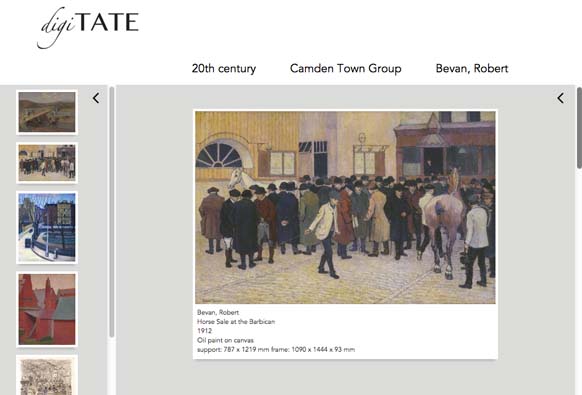 digiTATE
20th century Camden Town Group Bevan, Robert
Bevan, Robert
Horse Sale at the Barbican
1912
Oil paint on canvas
support: 787 x 1219 mm frame: 1090 x 1444 x 93 mm